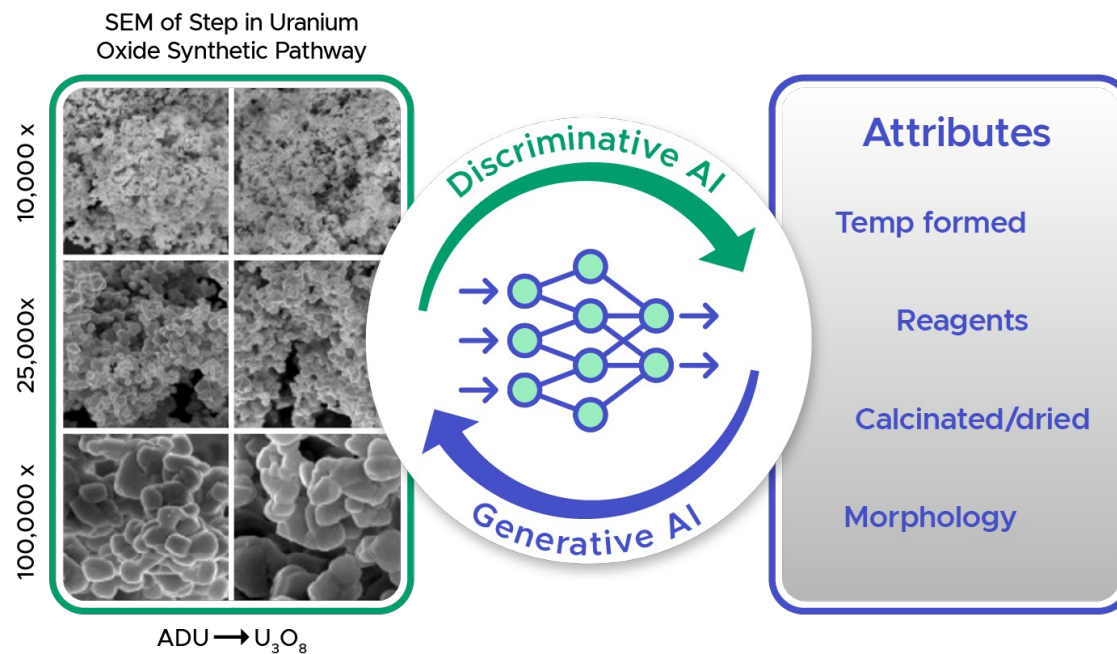 SEM of Step in Uranium
Oxide Synthetic Pathway
10,000 x
25,000x
100,000 x
ADU → U₃O₈
Discriminative AI
Generative AI
Attributes
Temp formed
Reagents
Calcinated/dried
Morphology